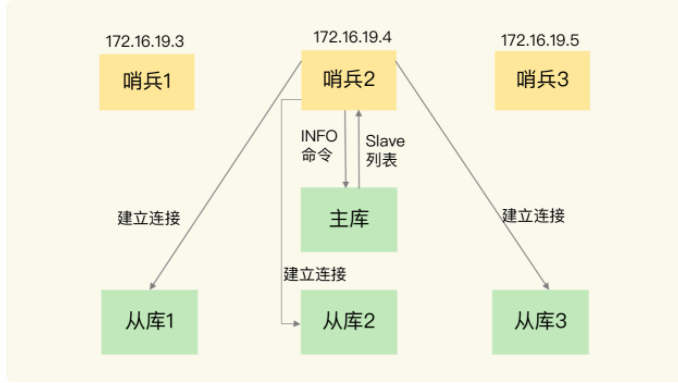 172.16.19.3
172.16.19.4
172.16.19.5
哨兵1
哨兵2
哨兵3
INFO
命令
Slave
列表
主库
建立连接
建立连接
建立连接
从库1
从库2
从库3